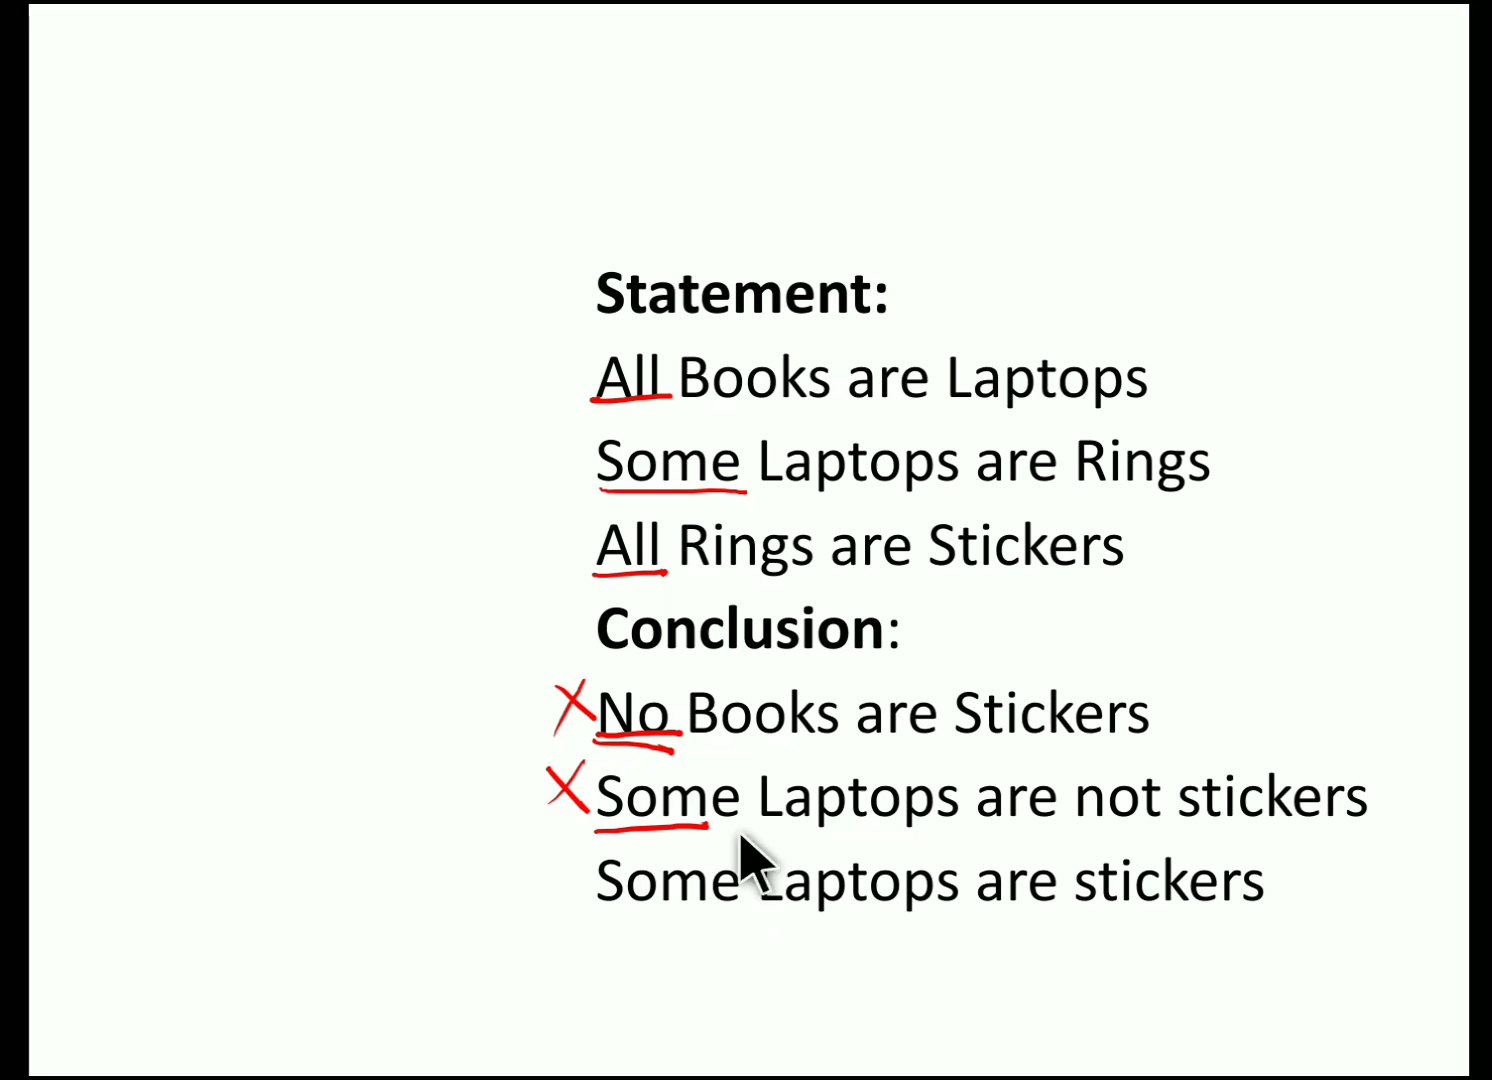 Statement:
All Books are Laptops
Some Laptops are Rings
All Rings are Stickers
Conclusion:
No Books are Stickers
Some Laptops are not stickers
Some Laptops are stickers